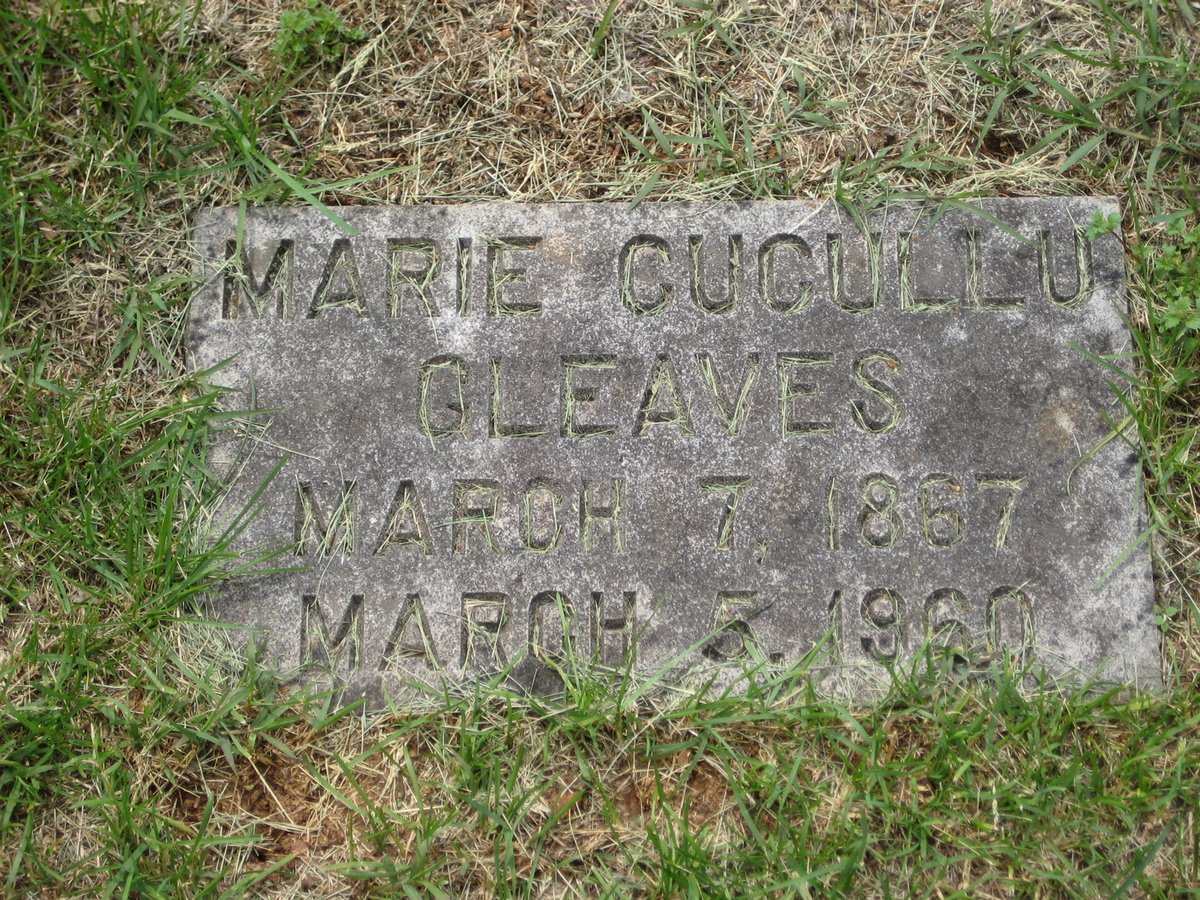 MARIE CUCULLU
GLEAVES
MARCH 7, 1867
MARCH 5, 1960